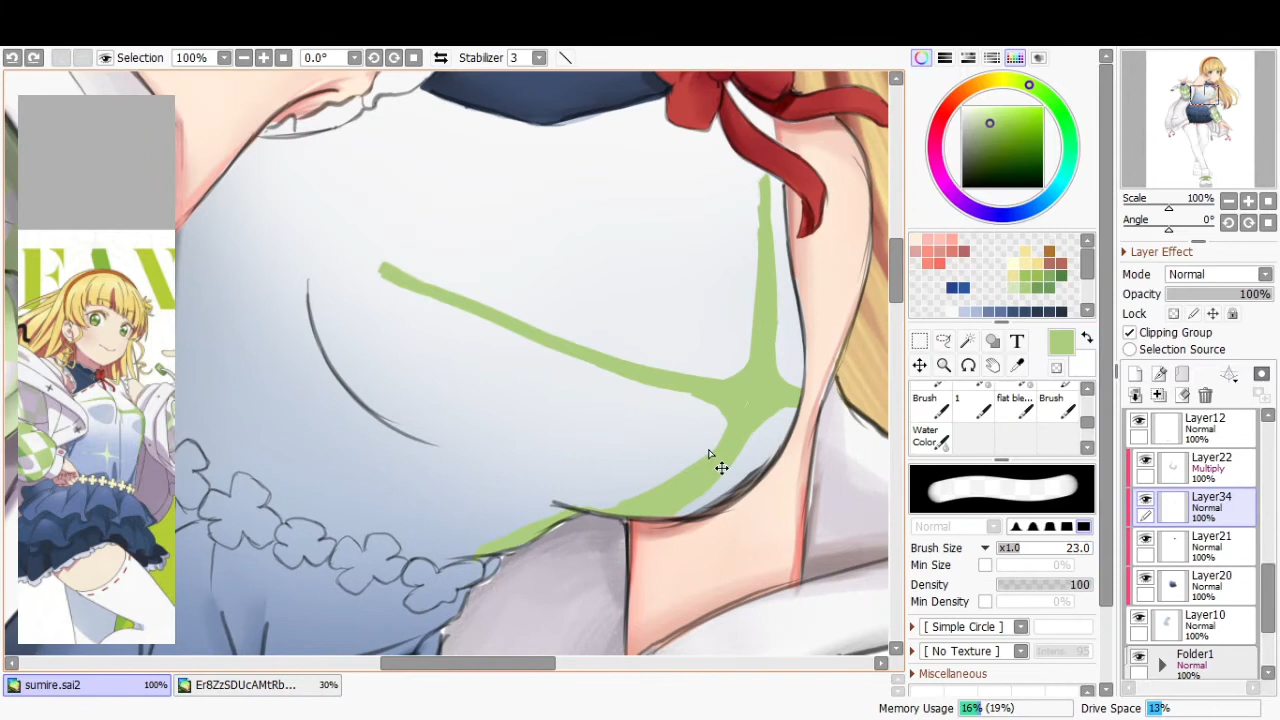 Selection 100% 0.0° Stabilizer 3
Scale 100%
Angle 0°
Layer Effect
Mode Normal
Opacity 100%
Lock
Clipping Group
Selection Source
T
Brush 1 flat ble... Brush
Water
Color
Normal
Brush Size x1.0 23.0
Min Size 0%
Density 100
Min Density 0%
[ Simple Circle ]
[ No Texture ] Intens. 95
Miscellaneous
Layer12
Normal
100%
Layer22
Multiply
100%
Layer34
Normal
100%
Layer21
Normal
100%
Layer20
Normal
100%
Layer10
Normal
100%
Folder1
Normal
100%
sumire.sai2 100% Er8ZzSDUcAMtRb... 30%
Memory Usage 16% (19%) Drive Space 13%